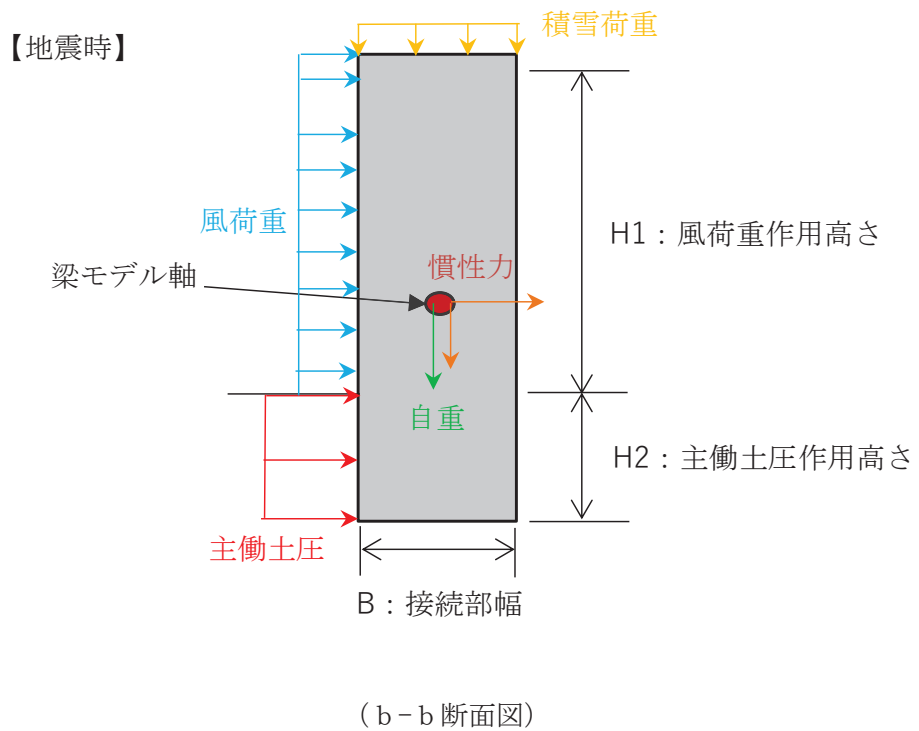 【地震時】
積雪荷重
風荷重
H1：風荷重作用高さ
慣性力
梁モデル軸
自重
H2：主働土圧作用高さ
主働土圧
B：接続部幅
（ｂ−ｂ断面図）